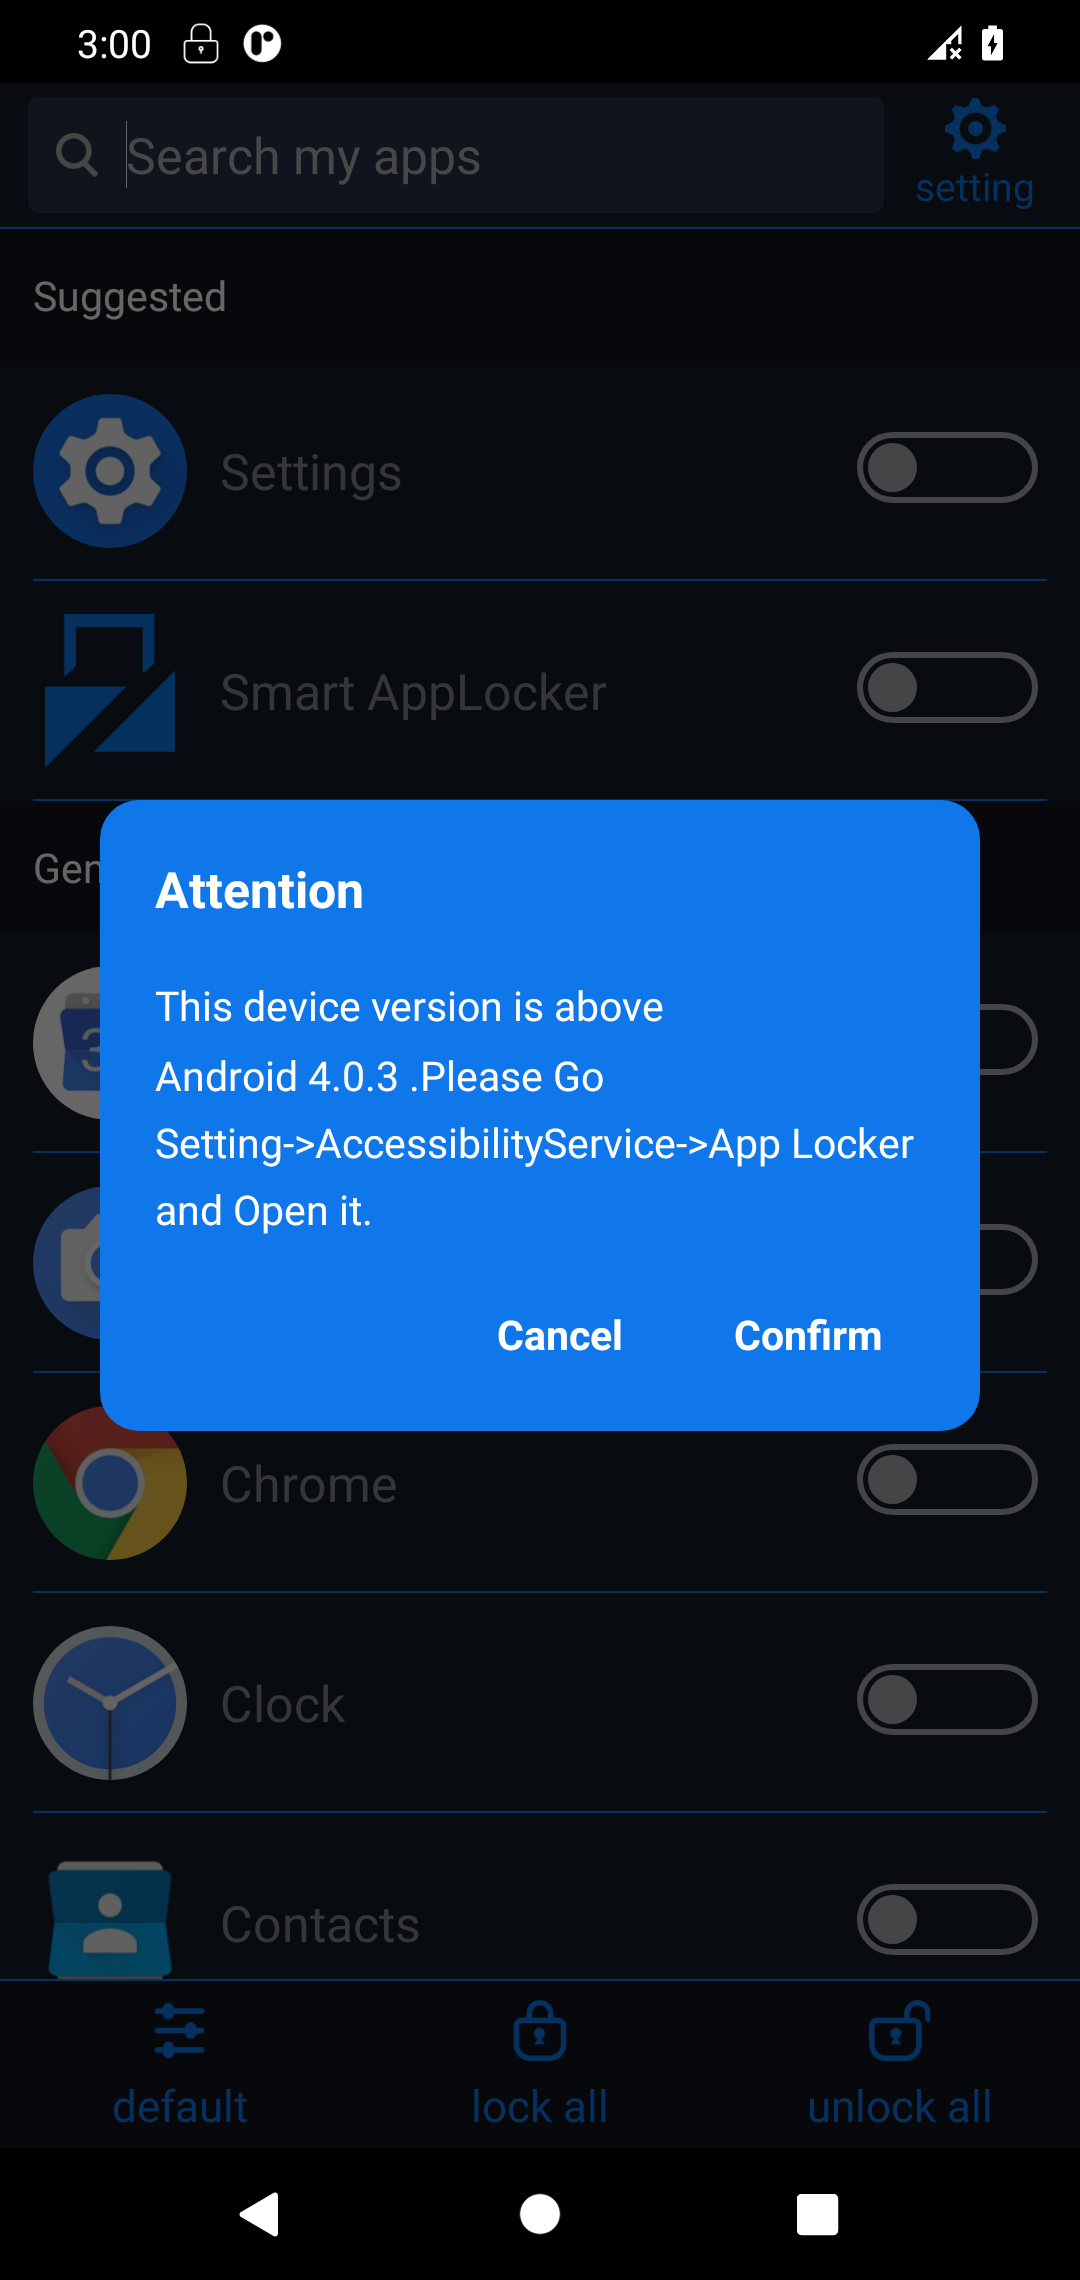 3:00
Search my apps
setting
Suggested
Settings
Smart AppLocker
Gen
Attention
This device version is above
Android 4.0.3 .Please Go
Setting->AccessibilityService->App Locker
and Open it.
Cancel Confirm
Chrome
Clock
Contacts
default lock all unlock all